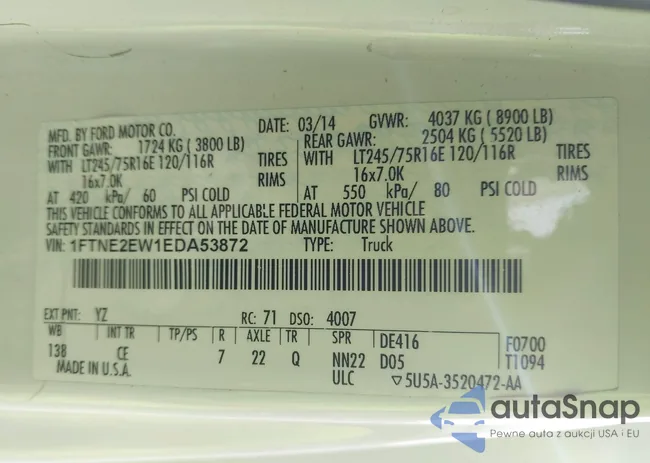 MFD. BY FORD MOTOR CO.
DATE: 03/14 GVWR: 4037 KG ( 8900 LB)
FRONT GAWR: 1724 KG ( 3800 LB)
REAR GAWR: 2504 KG ( 5520 LB)
WITH LT245/75R16E 120/116R TIRES
WITH LT245/75R16E 120/116R TIRES
16x7.0K RIMS
16x7.0K RIMS
AT 420 kPa/ 60 PSI COLD
AT 550 kPa/ 80 PSI COLD
THIS VEHICLE CONFORMS TO ALL APPLICABLE FEDERAL MOTOR VEHICLE
SAFETY STANDARDS IN EFFECT ON THE DATE OF MANUFACTURE SHOWN ABOVE.
VIN: 1FTNE2EW1EDA53872 TYPE: Truck
EXT PNT: YZ RC: 71 DSO: 4007
WB INT TR TP/PS R AXLE TR SPR DE416 F0700
138 CE 7 22 Q NN22 D05 T1094
MADE IN U.S.A. ULC ▽5U5A-3520472-AA
autaSnap
Pewne auta z aukcji USA i EU